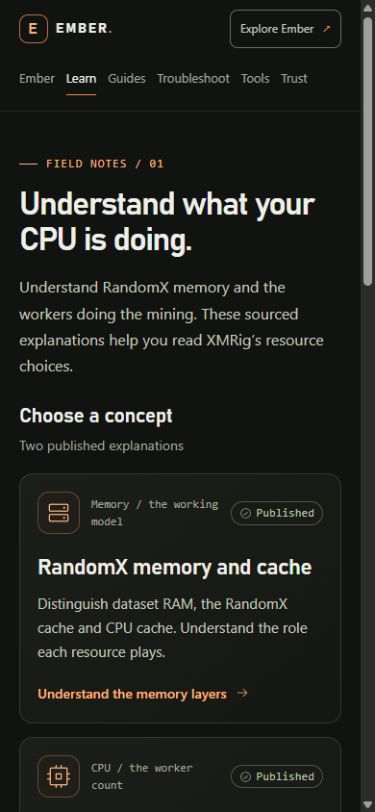 E EMBER.
Explore Ember ↗
Ember Learn Guides Troubleshoot Tools Trust
FIELD NOTES / 01
Understand what your
CPU is doing.
Understand RandomX memory and the
workers doing the mining. These sourced
explanations help you read XMRig’s resource
choices.
Choose a concept
Two published explanations
Memory / the working
model
Published
RandomX memory and cache
Distinguish dataset RAM, the RandomX
cache and CPU cache. Understand the role
each resource plays.
Understand the memory layers →
CPU / the worker
count
Published